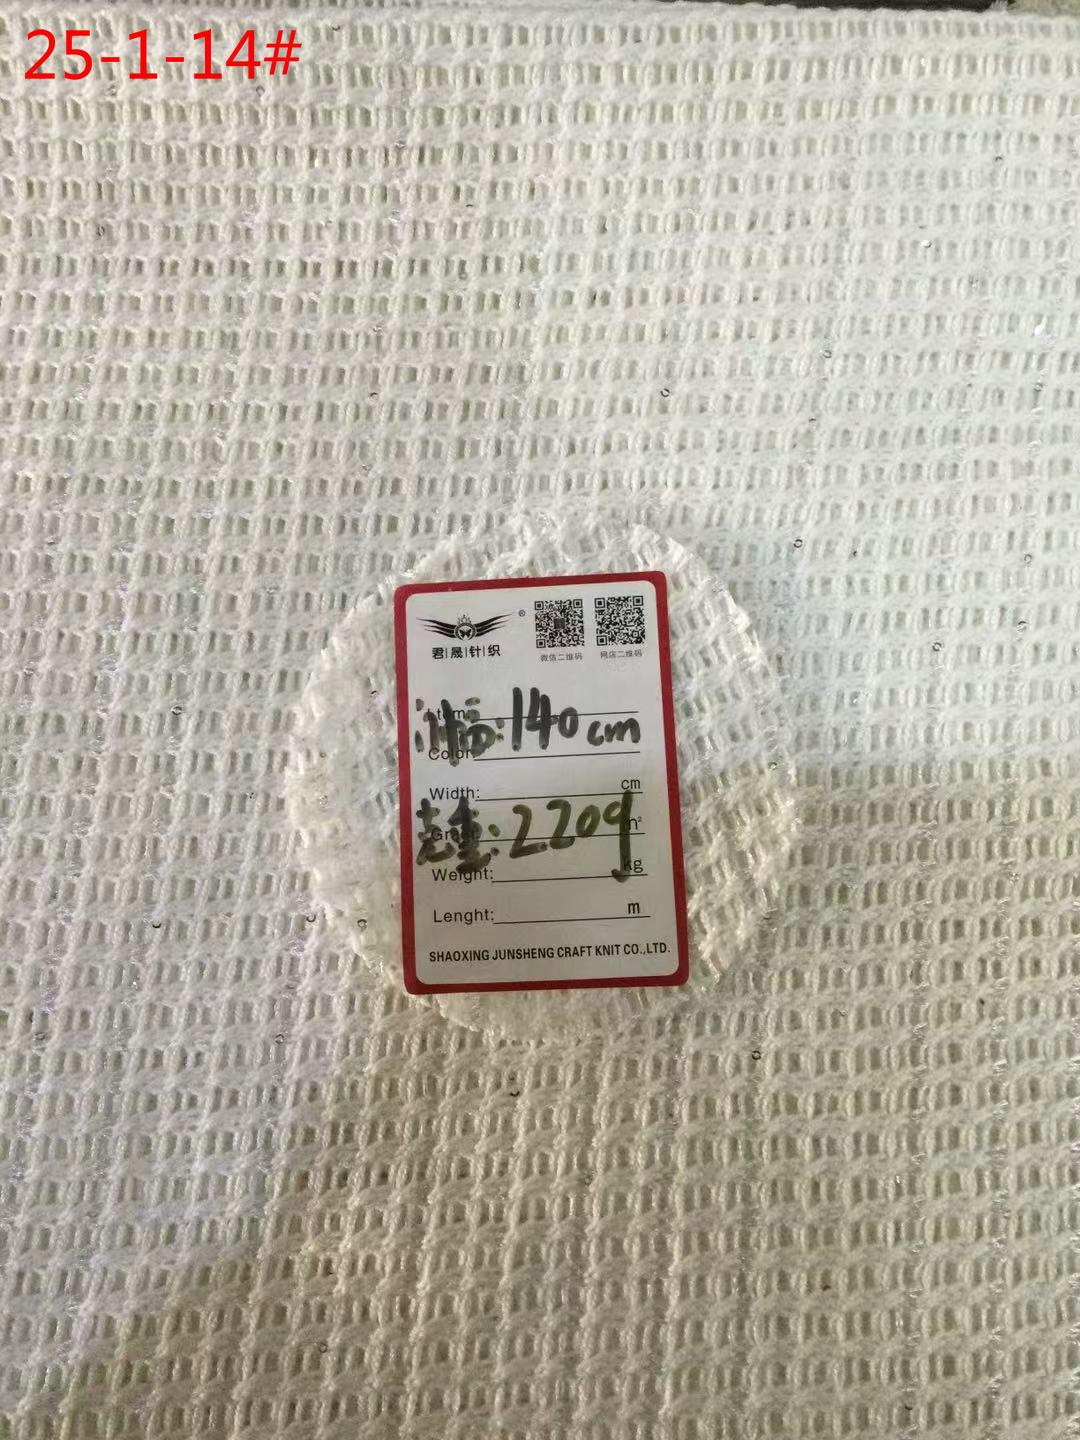 25-1-14#
®
君|晟|针|织
微信二维码 网店二维码
Item:
门幅:140cm
Color:
Width: cm
克重:220g
Gram: m²
Weight: kg
Lenght: m
SHAOXING JUNSHENG CRAFT KNIT CO.,LTD.